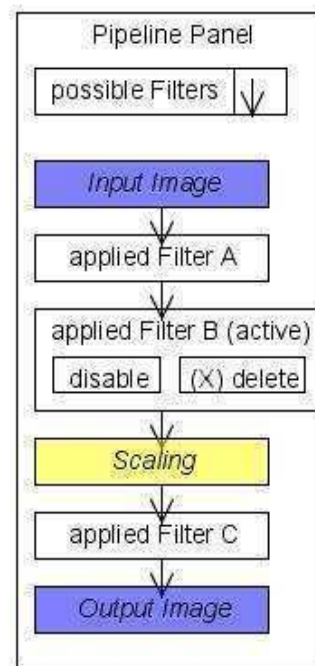 Pipeline Panel
possible Filters
Input Image
applied Filter A
applied Filter B (active)
disable (X) delete
Scaling
applied Filter C
Output Image